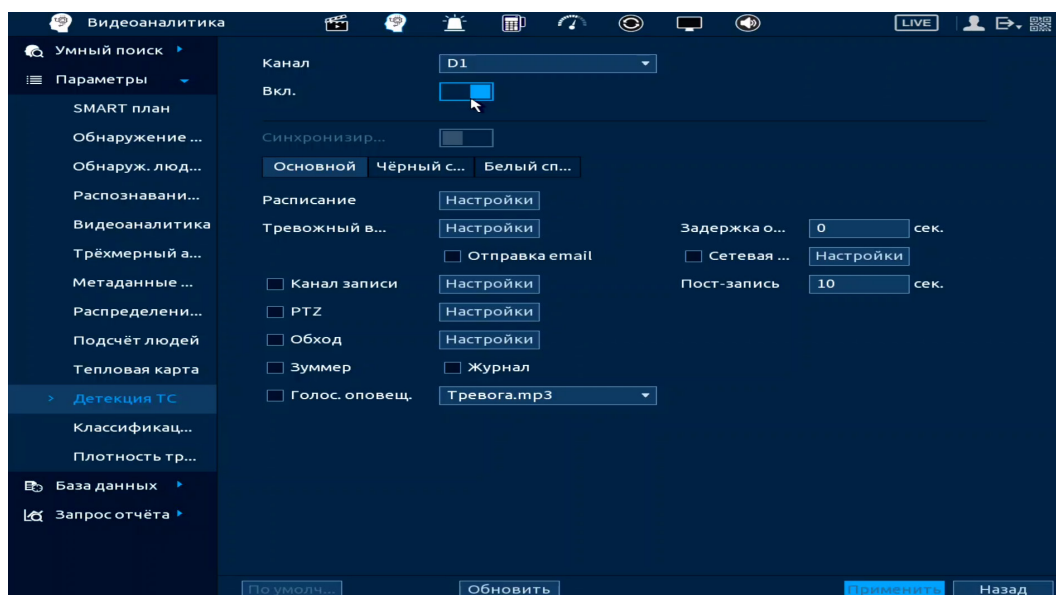 Видеоаналитика LIVE
Умный поиск
Параметры
SMART план
Обнаружение ...
Обнаруж. люд...
Распознавани...
Видеоаналитика
Трёхмерный а...
Метаданные ...
Распределени...
Подсчёт людей
Тепловая карта
Детекция ТС
Классификац...
Плотность тр...
База данных
Запрос отчёта
Канал D1
Вкл.
Синхронизир...
Основной Чёрный с... Белый сп...
Расписание Настройки
Тревожный в... Настройки Задержка о... 0 сек.
Отправка email Сетевая ... Настройки
Канал записи Настройки Пост-запись 10 сек.
PTZ Настройки
Обход Настройки
Зуммер Журнал
Голос. оповещ. Тревога.mp3
По умолч... Обновить Применить Назад